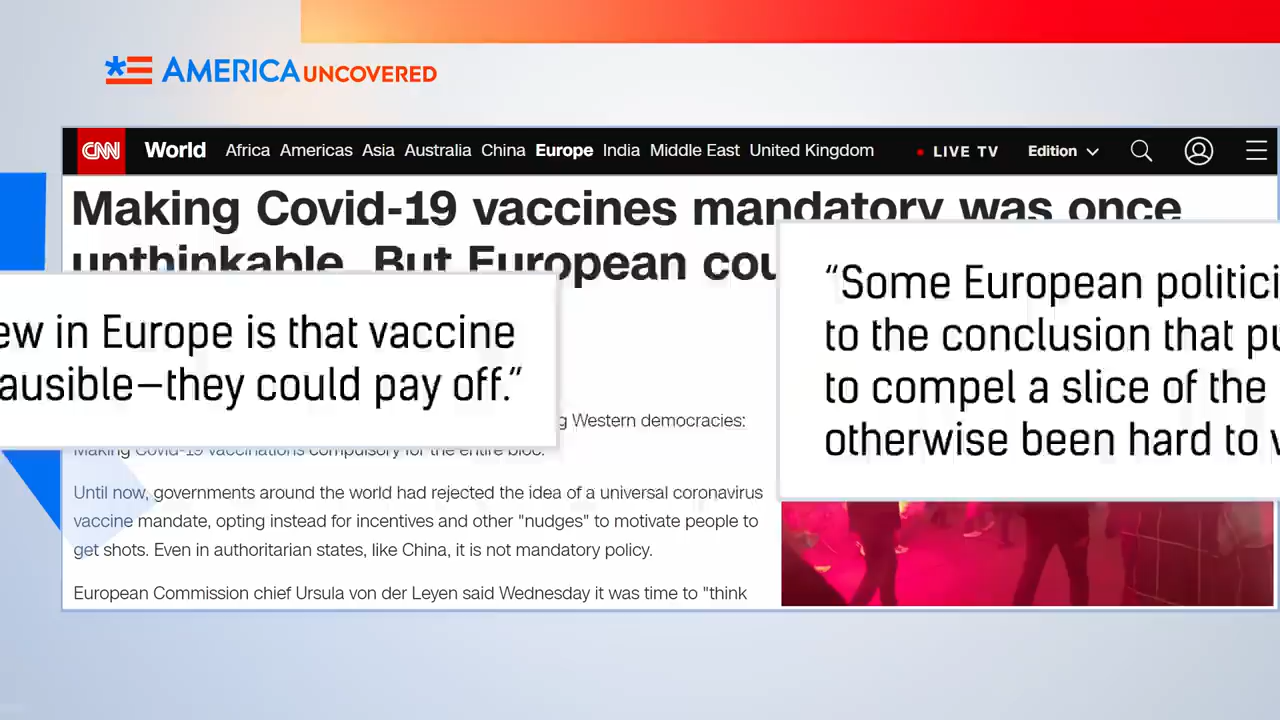 AMERICA UNCOVERED
CNN World Africa Americas Asia Australia China Europe India Middle East United Kingdom LIVE TV Edition
Making Covid-19 vaccines mandatory was once
unthinkable. But European
in Europe is that vaccine
they could pay off.”
“Some European
to the conclusion that
to compel a slice of the
otherwise been hard to
Western democracies:
Making Covid-19 vaccinations compulsory for the entire bloc.
Until now, governments around the world had rejected the idea of a universal coronavirus
vaccine mandate, opting instead for incentives and other "nudges" to motivate people to
get shots. Even in authoritarian states, like China, it is not mandatory policy.
European Commission chief Ursula von der Leyen said Wednesday it was time to "think